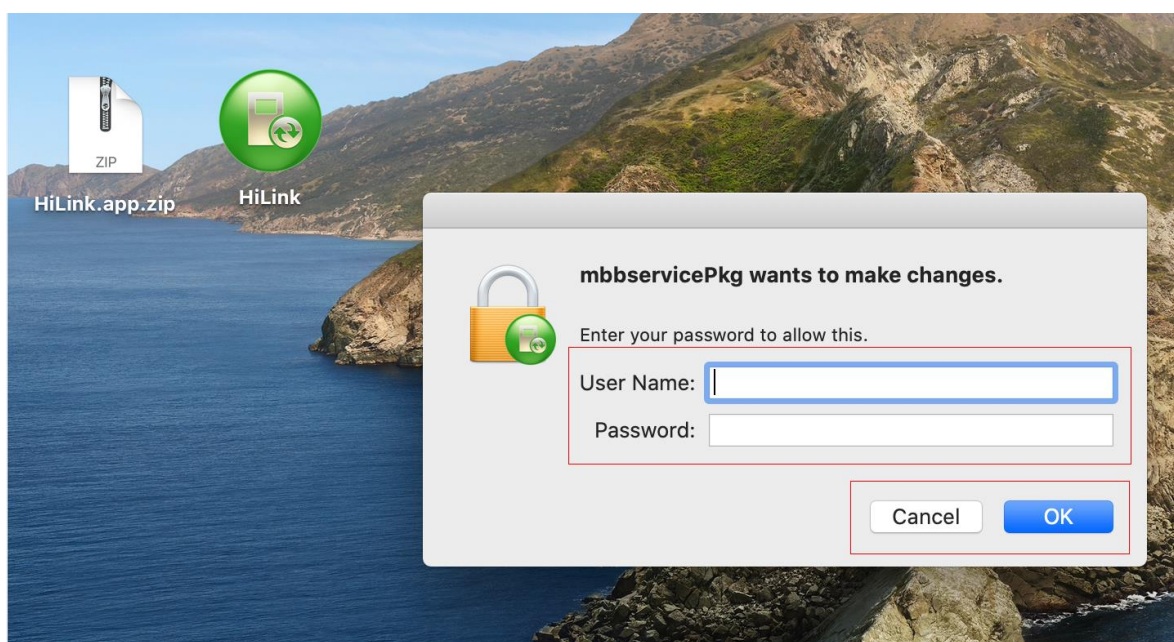 ZIP
HiLink.app.zip
HiLink
mbbservicePkg wants to make changes.
Enter your password to allow this.
User Name:
Password:
Cancel OK